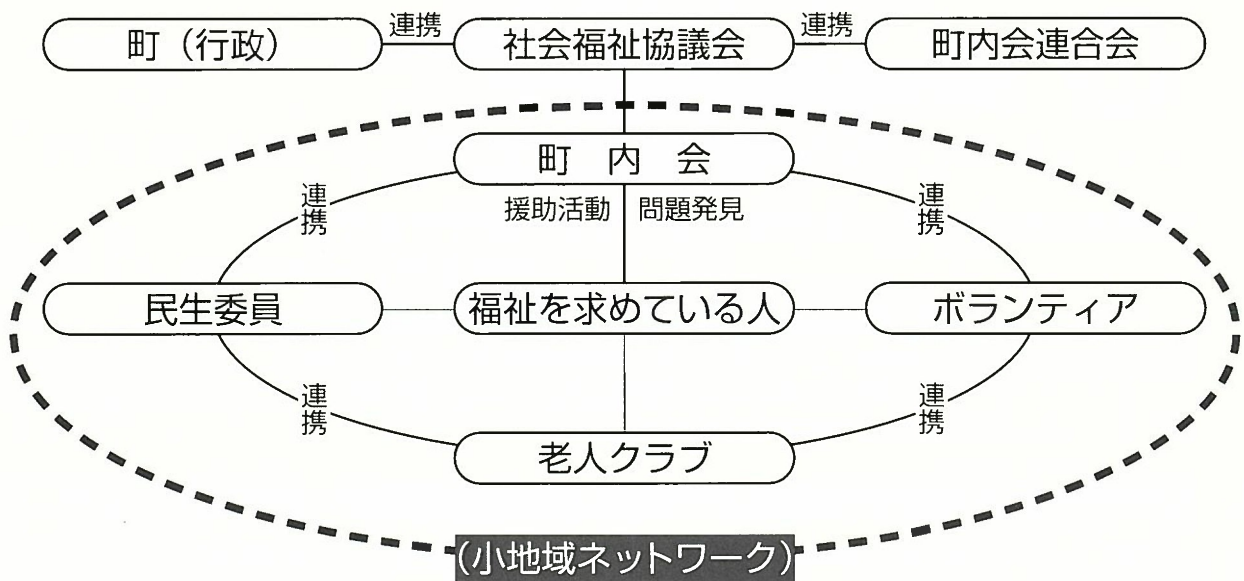 町（行政）
連携
社会福祉協議会
連携
町内会連合会
町　内　会
連携
援助活動
問題発見
連携
民生委員
福祉を求めている人
ボランティア
連携
連携
老人クラブ
(小地域ネットワーク)